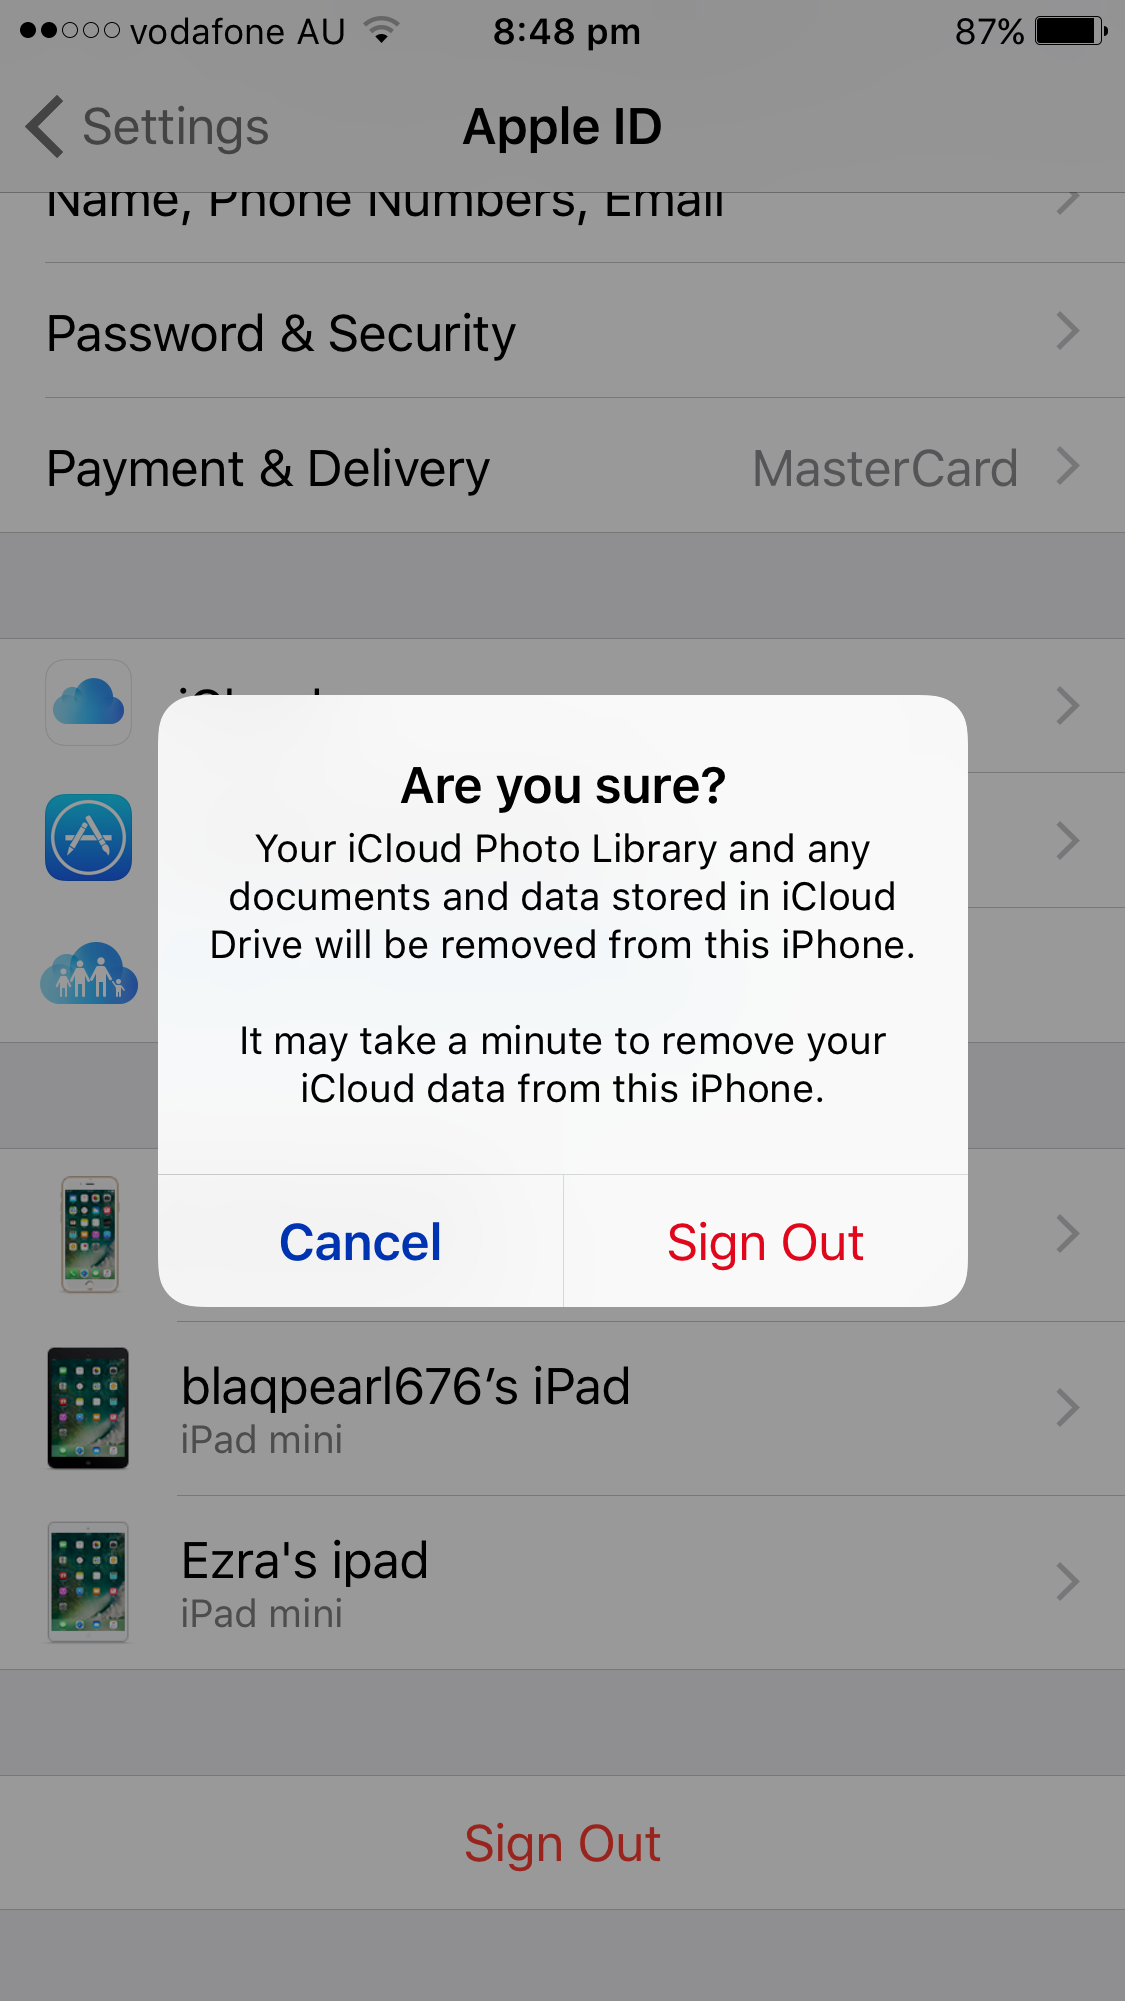 vodafone AU 8:48 pm 87%
Settings Apple ID
Name, Phone Numbers, Email
Password & Security
Payment & Delivery MasterCard
iCloud
Are you sure?
Your iCloud Photo Library and any
documents and data stored in iCloud
Drive will be removed from this iPhone.
It may take a minute to remove your
iCloud data from this iPhone.
Cancel Sign Out
blaqpearl676’s iPad
iPad mini
Ezra's ipad
iPad mini
Sign Out